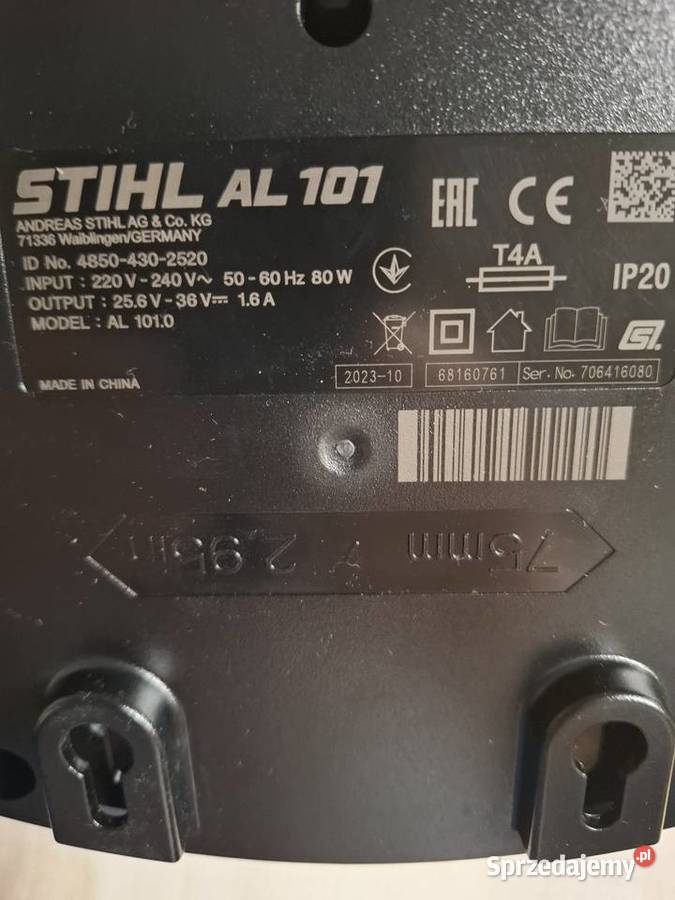 STIHL AL 101
ANDREAS STIHL AG & Co. KG
71336 Waiblingen/GERMANY
ID No. 4850-430-2520
INPUT : 220 V - 240 V~ 50 - 60 Hz 80 W
OUTPUT : 25.6 V - 36 V⎓ 1.6 A
MODEL : AL 101.0
EAC CE
T4A
IP20
MADE IN CHINA
2023-10 68160761 Ser. No. 706416080
75mm / 2,95in
Sprzedajemy.pl